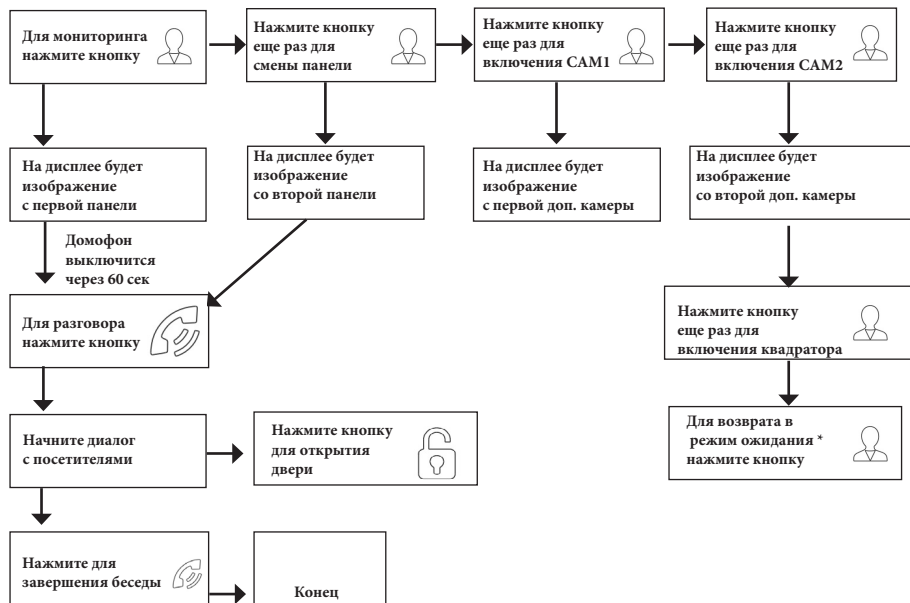 Для мониторинга
нажмите кнопку
Нажмите кнопку
еще раз для
смены панели
Нажмите кнопку
еще раз для
включения CAM1
Нажмите кнопку
еще раз для
включения CAM2
На дисплее будет
изображение
с первой панели
На дисплее будет
изображение
со второй панели
На дисплее будет
изображение
с первой доп. камеры
На дисплее будет
изображение
со второй доп. камеры
Домофон
выключится
через 60 сек
Для разговора
нажмите кнопку
Нажмите кнопку
еще раз для
включения квадратора
Начните диалог
с посетителями
Нажмите кнопку
для открытия
двери
Для возврата в
режим ожидания *
нажмите кнопку
Нажмите для
завершения беседы
Конец